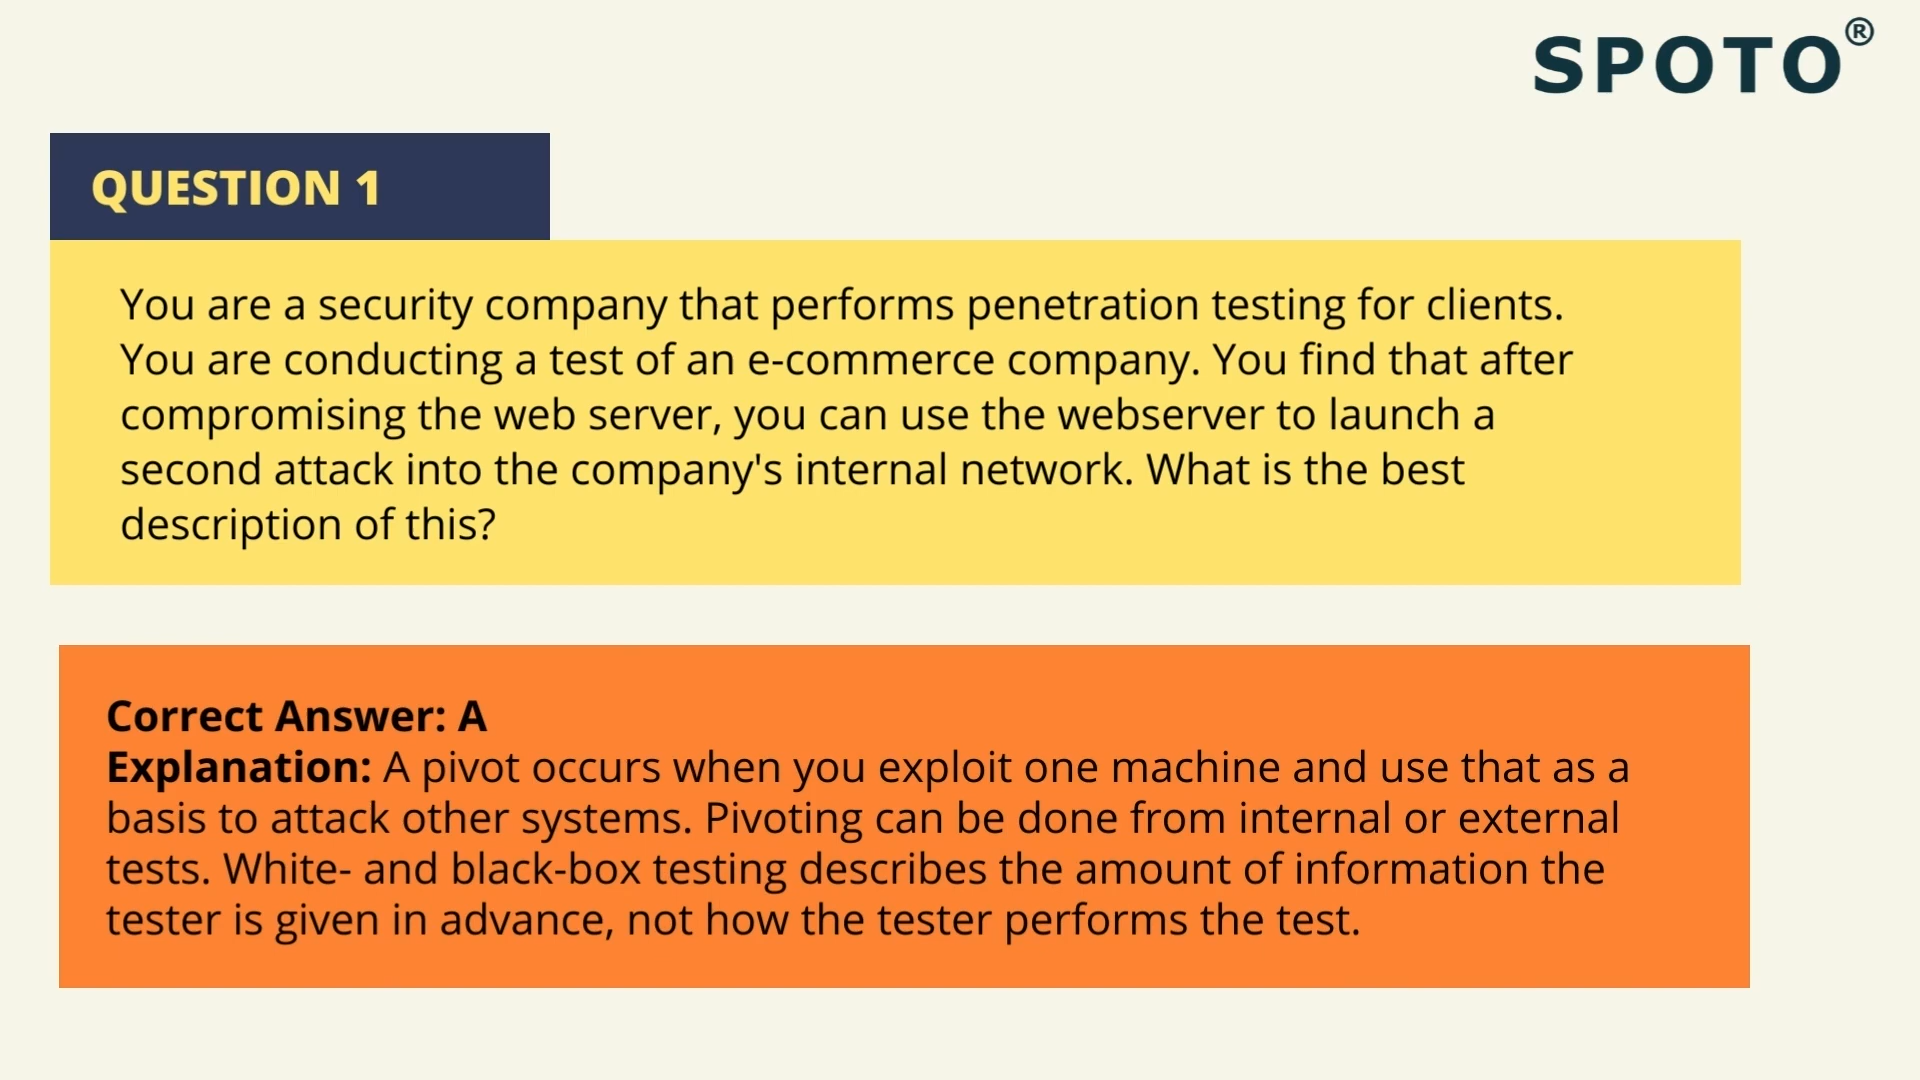 SPOTO®
QUESTION 1
You are a security company that performs penetration testing for clients.
You are conducting a test of an e-commerce company. You find that after
compromising the web server, you can use the webserver to launch a
second attack into the company's internal network. What is the best
description of this?
Correct Answer: A
Explanation: A pivot occurs when you exploit one machine and use that as a
basis to attack other systems. Pivoting can be done from internal or external
tests. White- and black-box testing describes the amount of information the
tester is given in advance, not how the tester performs the test.